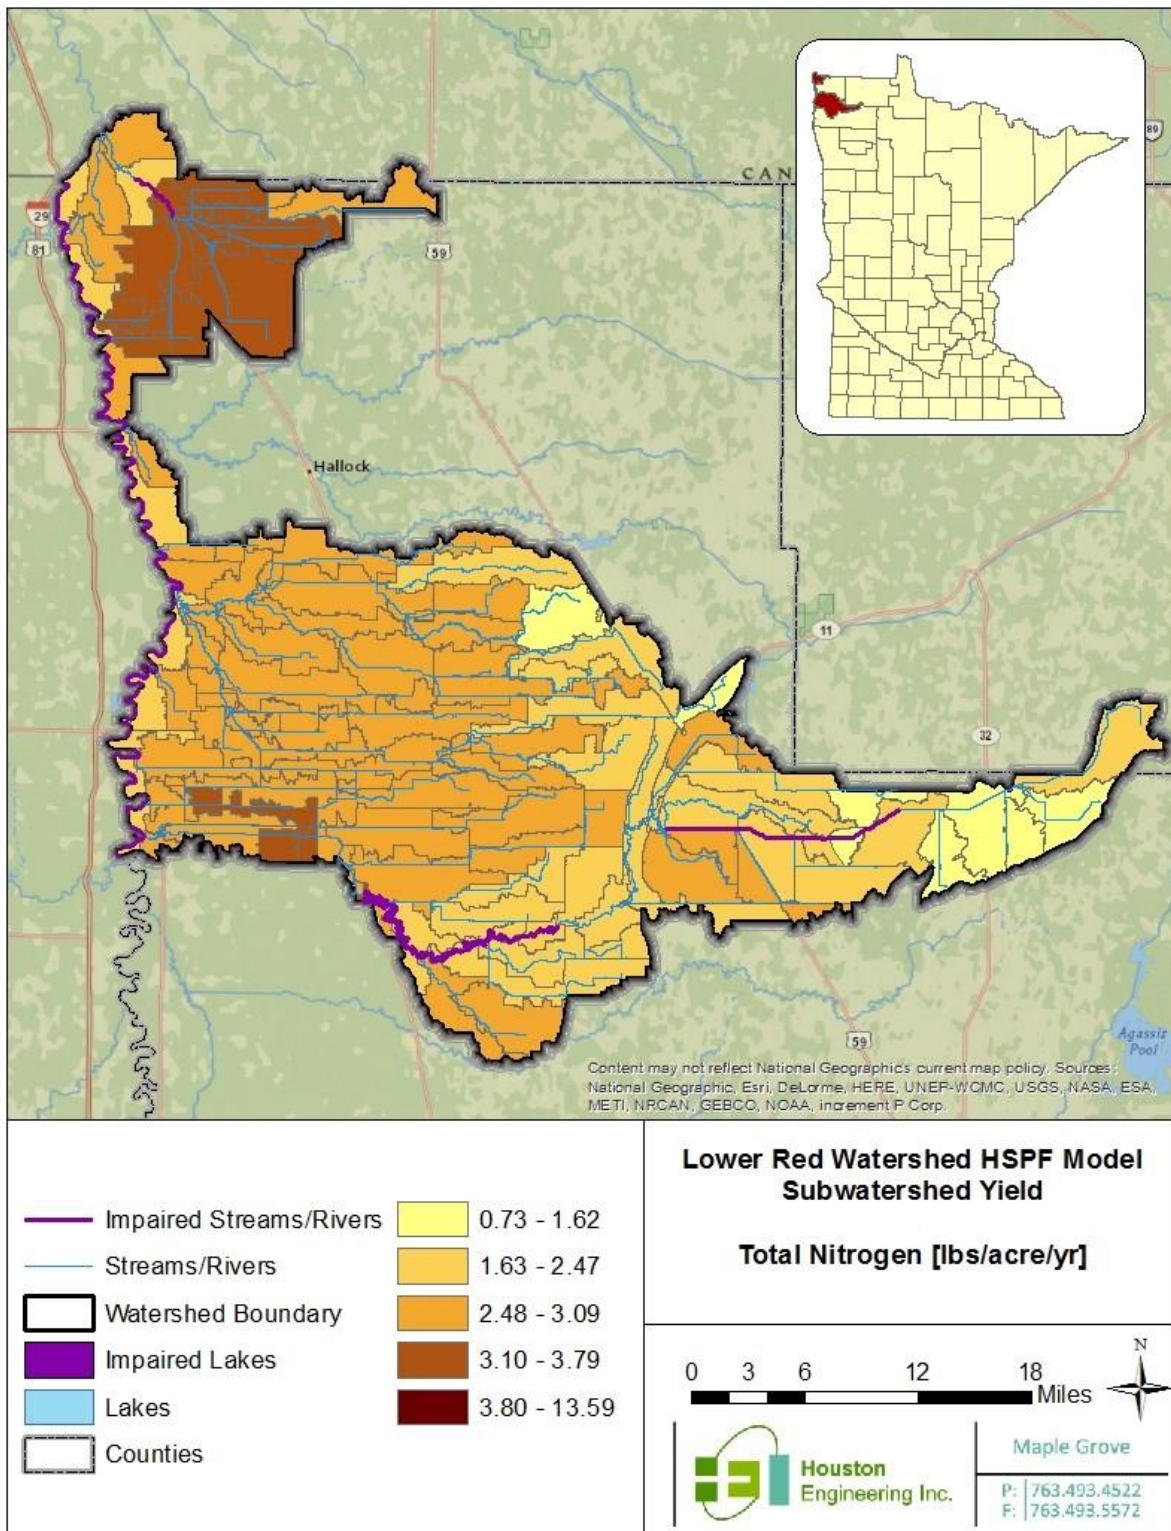 89
CAN
29
81
59
Hallock
11
32
59
Agassiz
Pool
Content may not reflect National Geographic's current map policy. Sources:
National Geographic, Esri, DeLorme, HERE, UNEP-WCMC, USGS, NASA, ESA,
METI, NRCAN, GEBCO, NOAA, increment P Corp.
Impaired Streams/Rivers
Streams/Rivers
Watershed Boundary
Impaired Lakes
Lakes
Counties
0.73 - 1.62
1.63 - 2.47
2.48 - 3.09
3.10 - 3.79
3.80 - 13.59
Lower Red Watershed HSPF Model
Subwatershed Yield
Total Nitrogen [lbs/acre/yr]
0 3 6 12 18
Miles
N
Houston
Engineering Inc.
Maple Grove
P: 763.493.4522
F: 763.493.5572